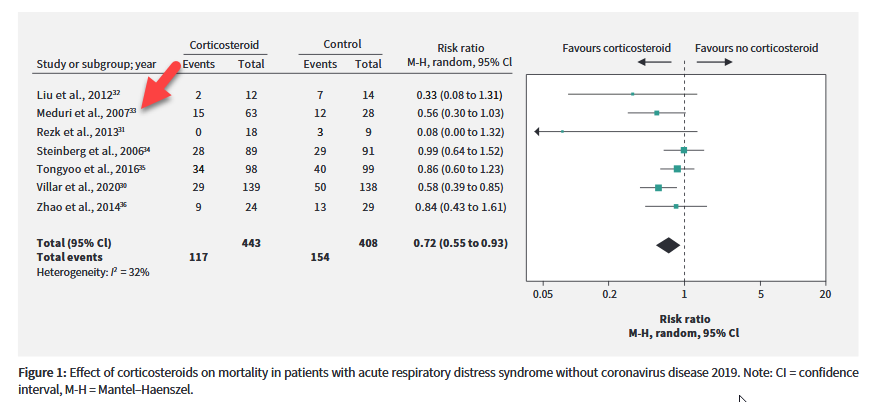 Corticosteroid Control Risk ratio Favours corticosteroid Favours no corticosteroid
Study or subgroup; year Events Total Events Total M-H, random, 95% CI
Liu et al., 2012³² 2 12 7 14 0.33 (0.08 to 1.31)
Meduri et al., 2007³³ 15 63 12 28 0.56 (0.30 to 1.03)
Rezk et al., 2013³¹ 0 18 3 9 0.08 (0.00 to 1.32)
Steinberg et al., 2006³⁴ 28 89 29 91 0.99 (0.64 to 1.52)
Tongyoo et al., 2016³⁵ 34 98 40 99 0.86 (0.60 to 1.23)
Villar et al., 2020³⁰ 29 139 50 138 0.58 (0.39 to 0.85)
Zhao et al., 2014³⁶ 9 24 13 29 0.84 (0.43 to 1.61)
Total (95% CI) 443 408 0.72 (0.55 to 0.93)
Total events 117 154
Heterogeneity: I² = 32%
0.05 0.2 1 5 20
Risk ratio
M-H, random, 95% CI
Figure 1: Effect of corticosteroids on mortality in patients with acute respiratory distress syndrome without coronavirus disease 2019. Note: CI = confidence
interval, M-H = Mantel–Haenszel.